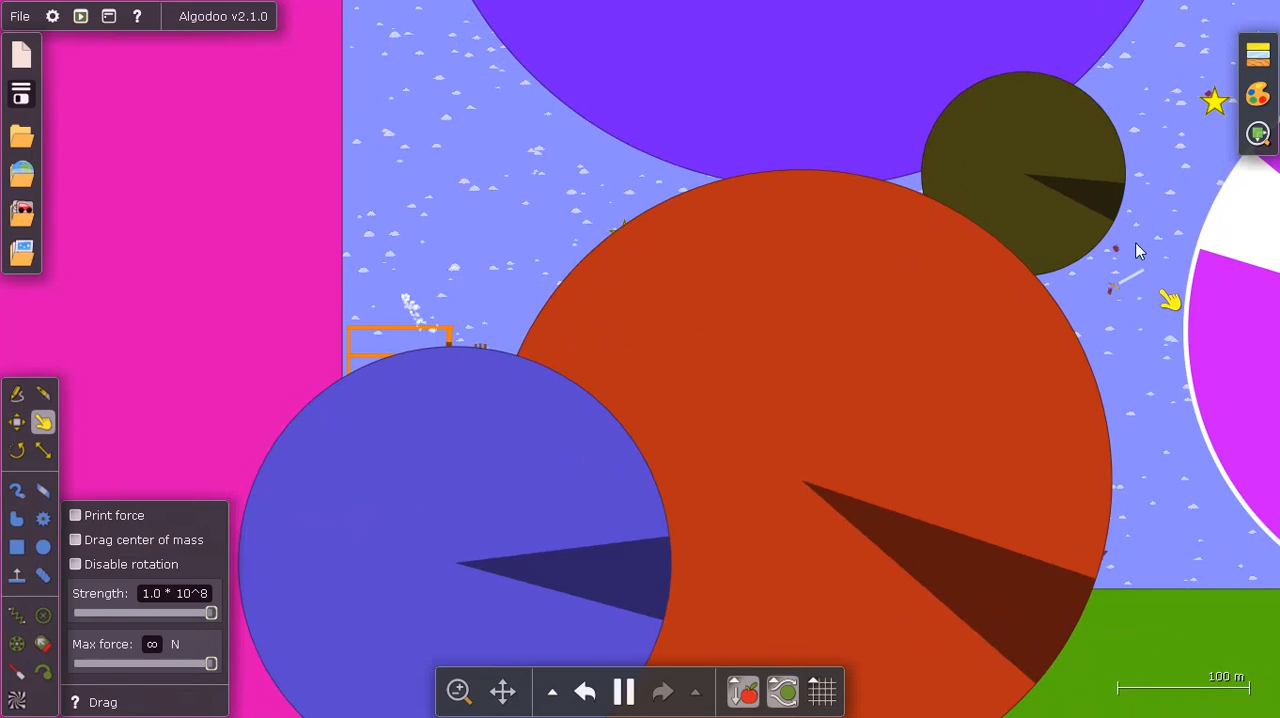 File ? Algodoo v2.1.0
Print force
Drag center of mass
Disable rotation
Strength: 1.0 * 10^8
Max force: ∞ N
? Drag
100 m